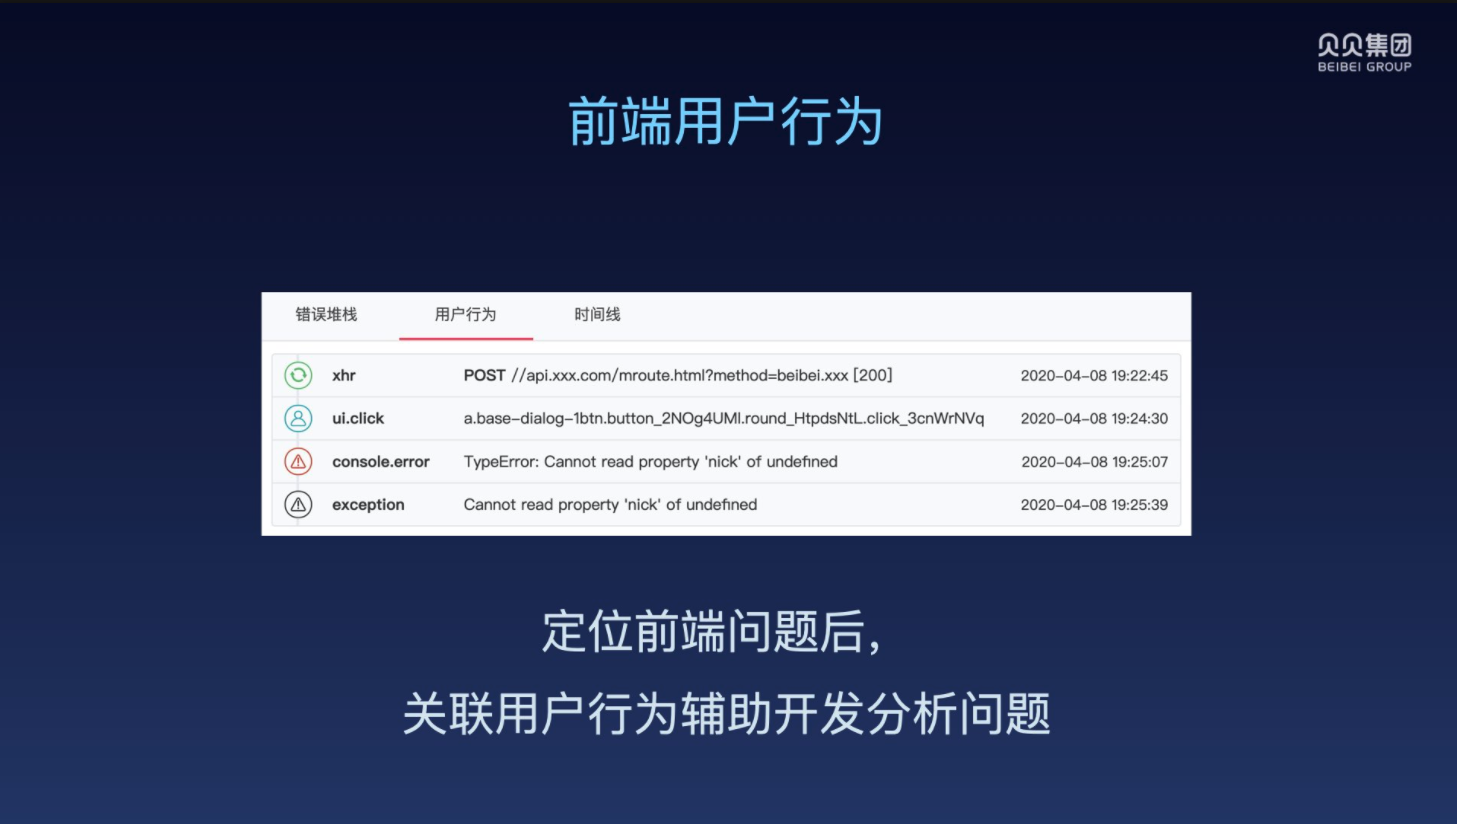 贝贝集团
BEIBEI GROUP
前端用户行为
错误堆栈 用户行为 时间线
xhr POST //api.xxx.com/mroute.html?method=beibei.xxx [200] 2020-04-08 19:22:45
ui.click a.base-dialog-1btn.button_2NOg4UMl.round_HtpdsNtL.click_3cnWrNVq 2020-04-08 19:24:30
console.error TypeError: Cannot read property 'nick' of undefined 2020-04-08 19:25:07
exception Cannot read property 'nick' of undefined 2020-04-08 19:25:39
定位前端问题后,
关联用户行为辅助开发分析问题